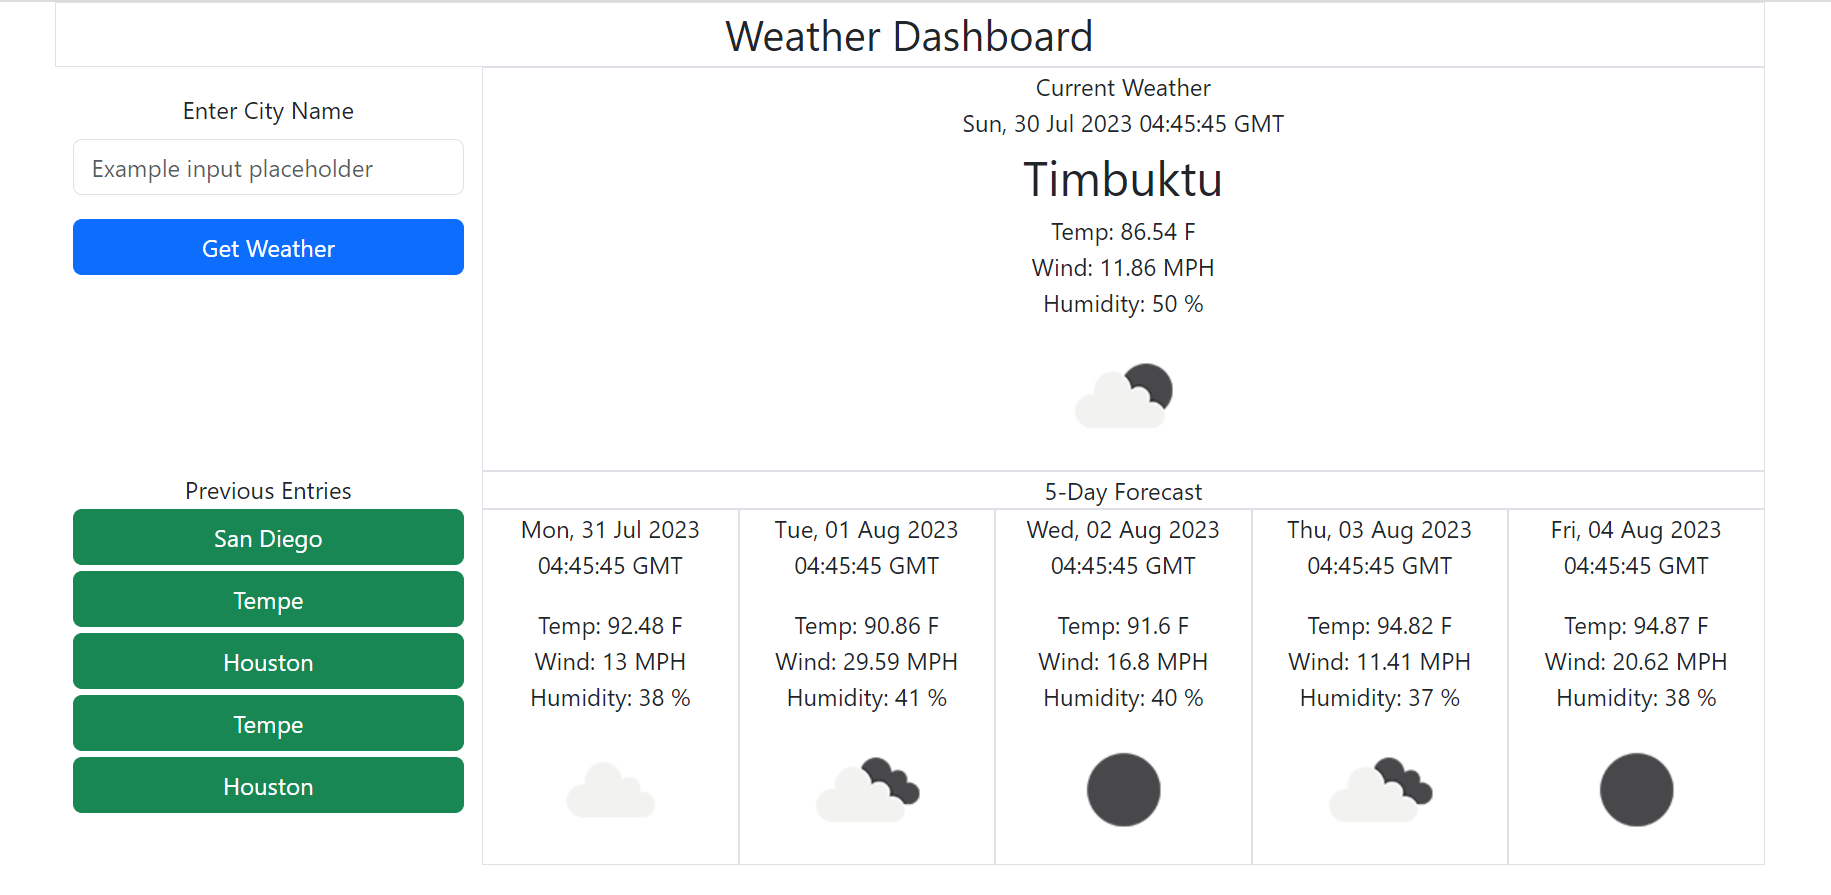 Weather Dashboard
Enter City Name
Example input placeholder
Get Weather
Current Weather
Sun, 30 Jul 2023 04:45:45 GMT
Timbuktu
Temp: 86.54 F
Wind: 11.86 MPH
Humidity: 50 %
Previous Entries
San Diego
Tempe
Houston
Tempe
Houston
5-Day Forecast
Mon, 31 Jul 2023
04:45:45 GMT
Temp: 92.48 F
Wind: 13 MPH
Humidity: 38 %
Tue, 01 Aug 2023
04:45:45 GMT
Temp: 90.86 F
Wind: 29.59 MPH
Humidity: 41 %
Wed, 02 Aug 2023
04:45:45 GMT
Temp: 91.6 F
Wind: 16.8 MPH
Humidity: 40 %
Thu, 03 Aug 2023
04:45:45 GMT
Temp: 94.82 F
Wind: 11.41 MPH
Humidity: 37 %
Fri, 04 Aug 2023
04:45:45 GMT
Temp: 94.87 F
Wind: 20.62 MPH
Humidity: 38 %